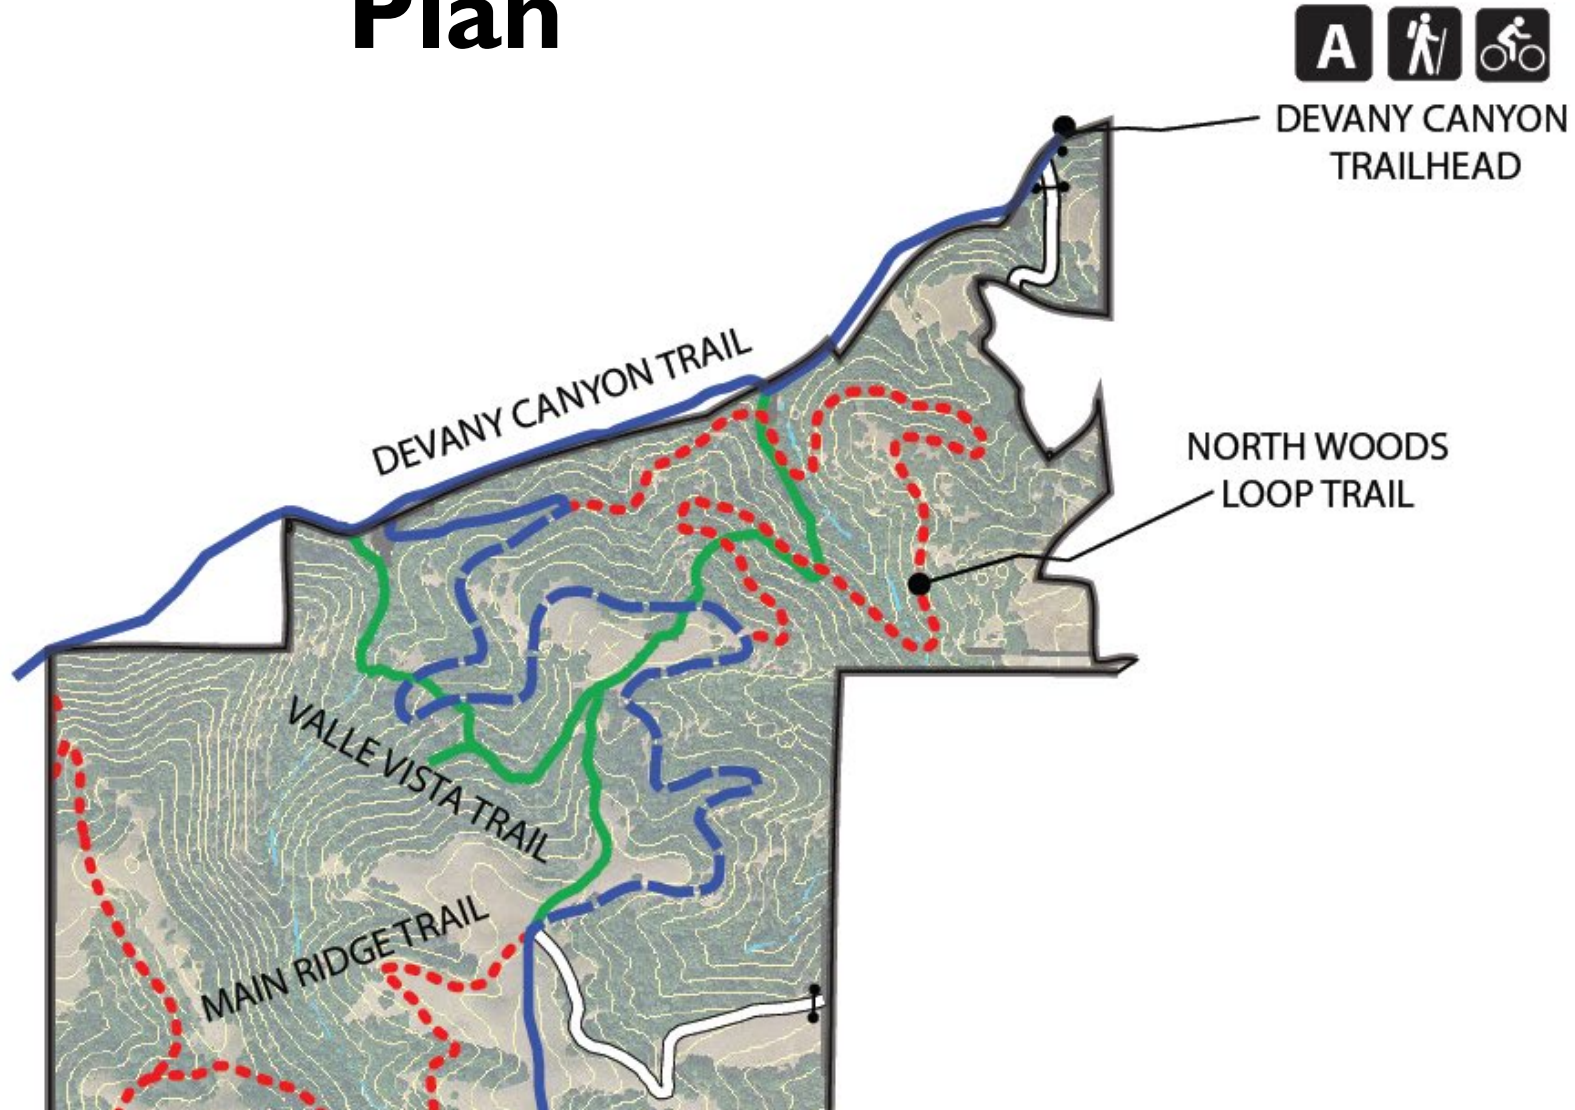 Plan
A
DEVANY CANYON
TRAILHEAD
DEVANY CANYON TRAIL
NORTH WOODS
LOOP TRAIL
VALLE VISTA TRAIL
MAIN RIDGE TRAIL